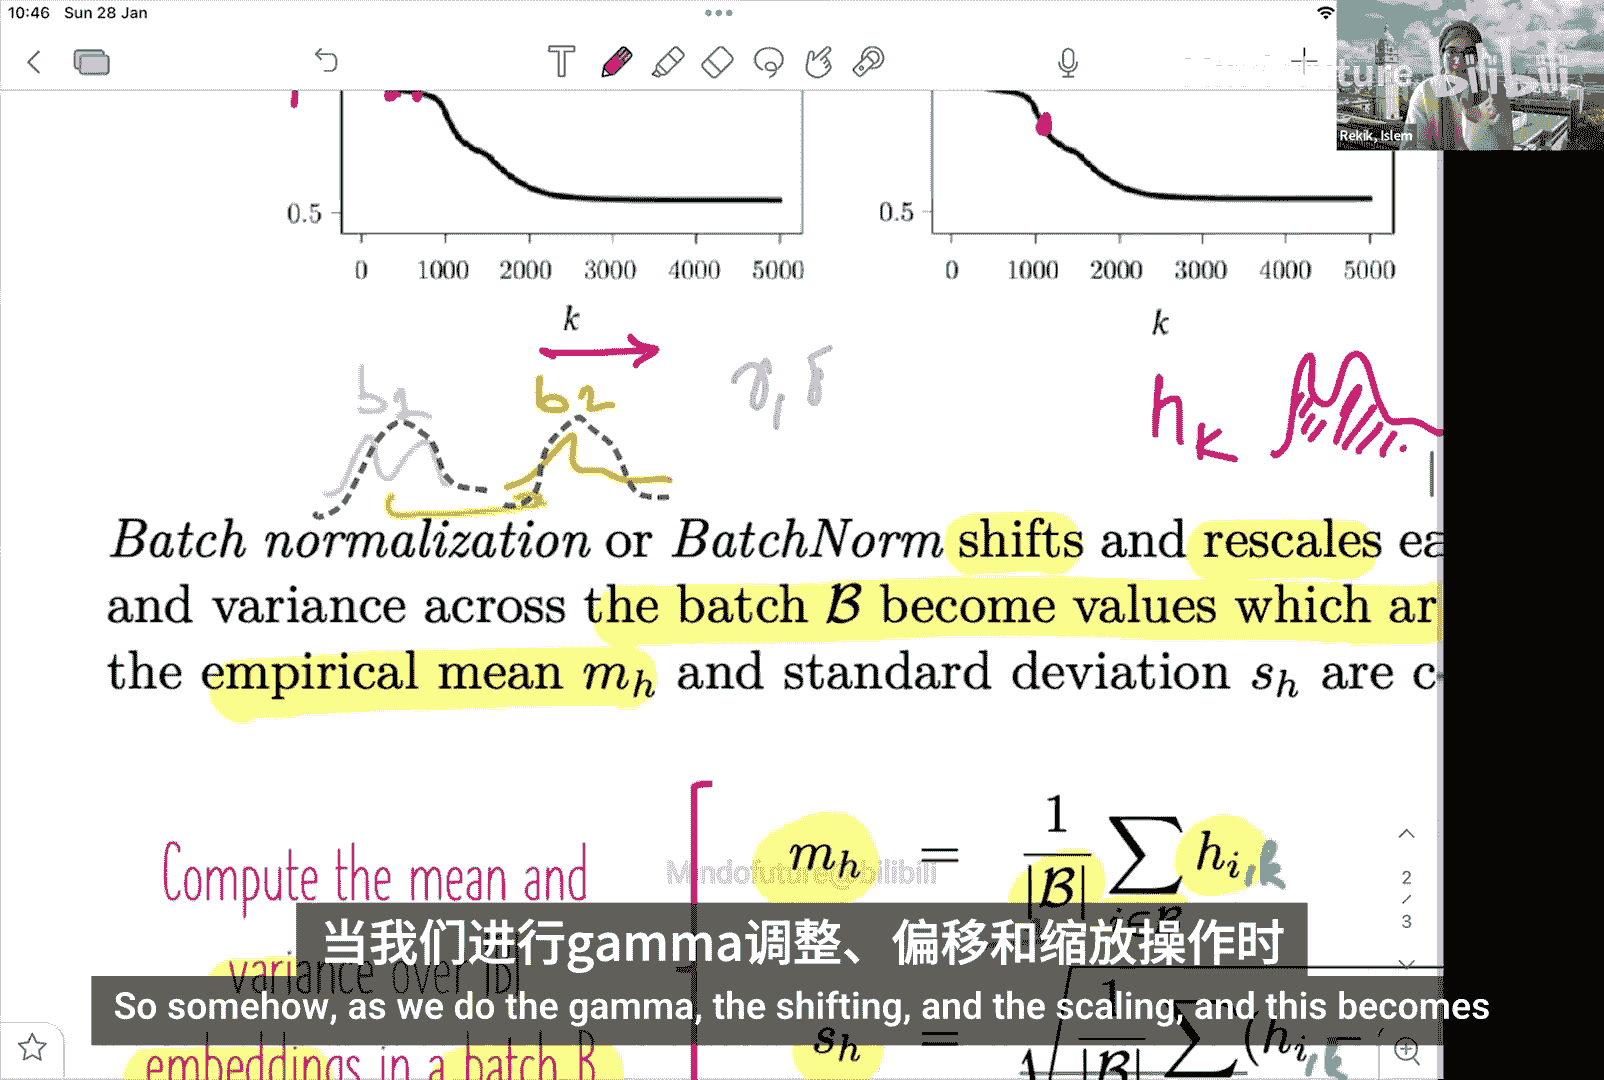 10:46 Sun 28 Jan
bilibili
Rekik, Islem
0.5
0 1000 2000 3000 4000 5000
k
0.5
0 1000 2000 3000 4000 5000
k
b2
γ,
h_K
Batch normalization or BatchNorm shifts and rescales ea
and variance across the batch B become values which ar
the empirical mean m_h and standard deviation s_h are c
Compute the mean and
variance over |B|
embeddings in a batch B
m_h = 1/|B| ∑_{i∈B} h_{i,k}
s_h = √ 1/|B| ∑ (h_{i,k} −
2
3
Mindofuture@bilibili
当我们进行gamma调整、偏移和缩放操作时
So somehow, as we do the gamma, the shifting, and the scaling, and this becomes